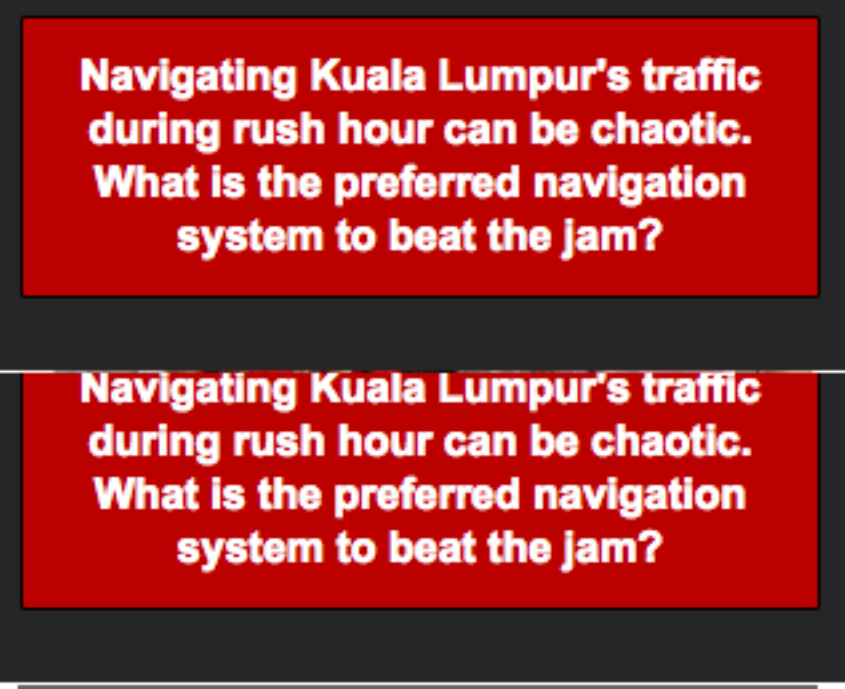 Navigating Kuala Lumpur's traffic
during rush hour can be chaotic.
What is the preferred navigation
system to beat the jam?
Navigating Kuala Lumpur's traffic
during rush hour can be chaotic.
What is the preferred navigation
system to beat the jam?